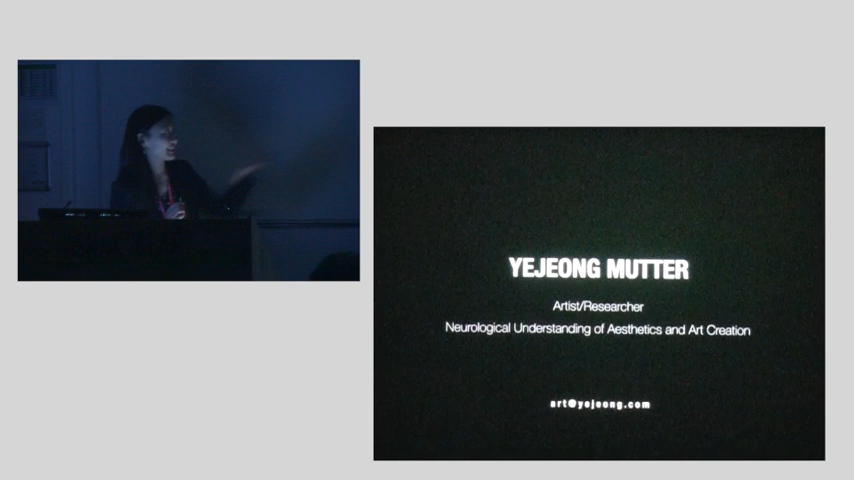 YEJEONG MUTTER
Artist/Researcher
Neurological Understanding of Aesthetics and Art Creation
art@yejeong.com